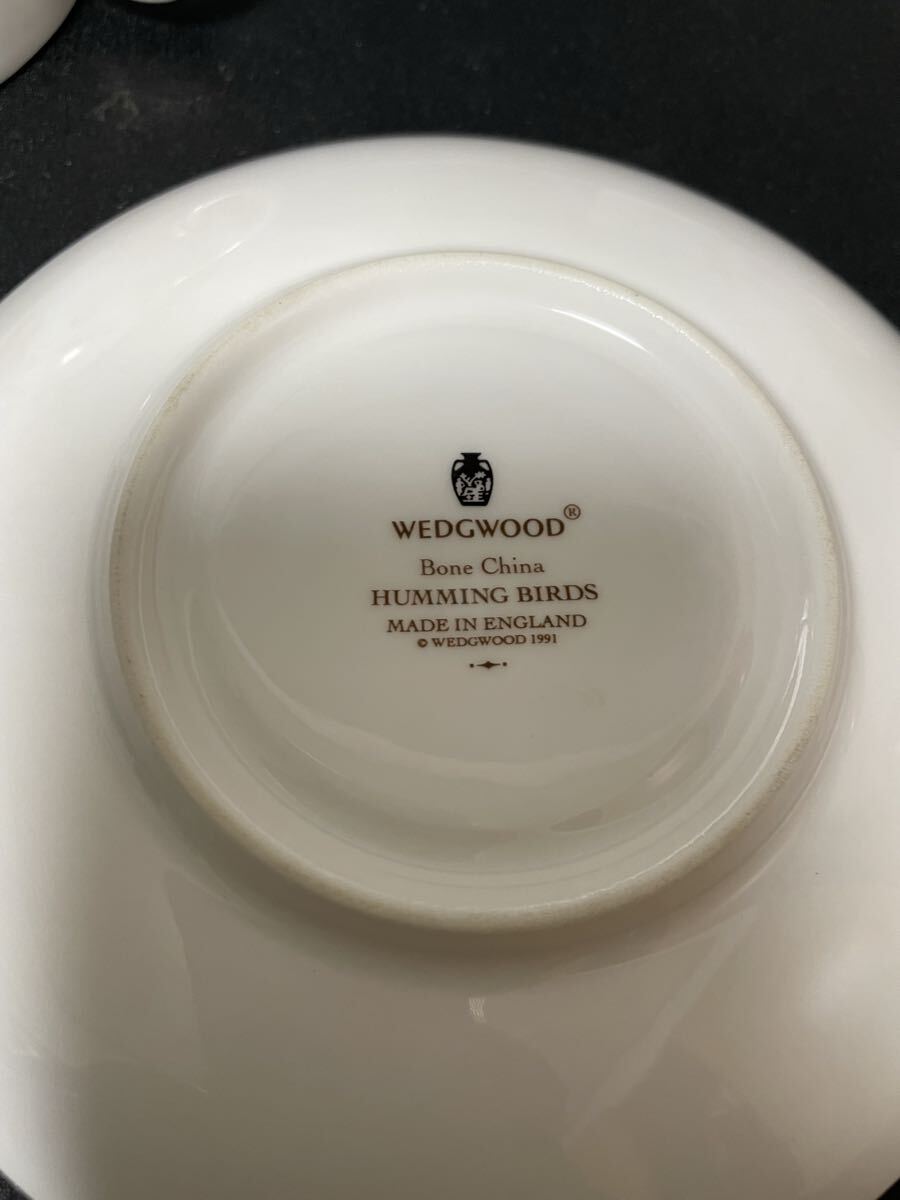 WEDGWOOD®
Bone China
HUMMING BIRDS
MADE IN ENGLAND
© WEDGWOOD 1991